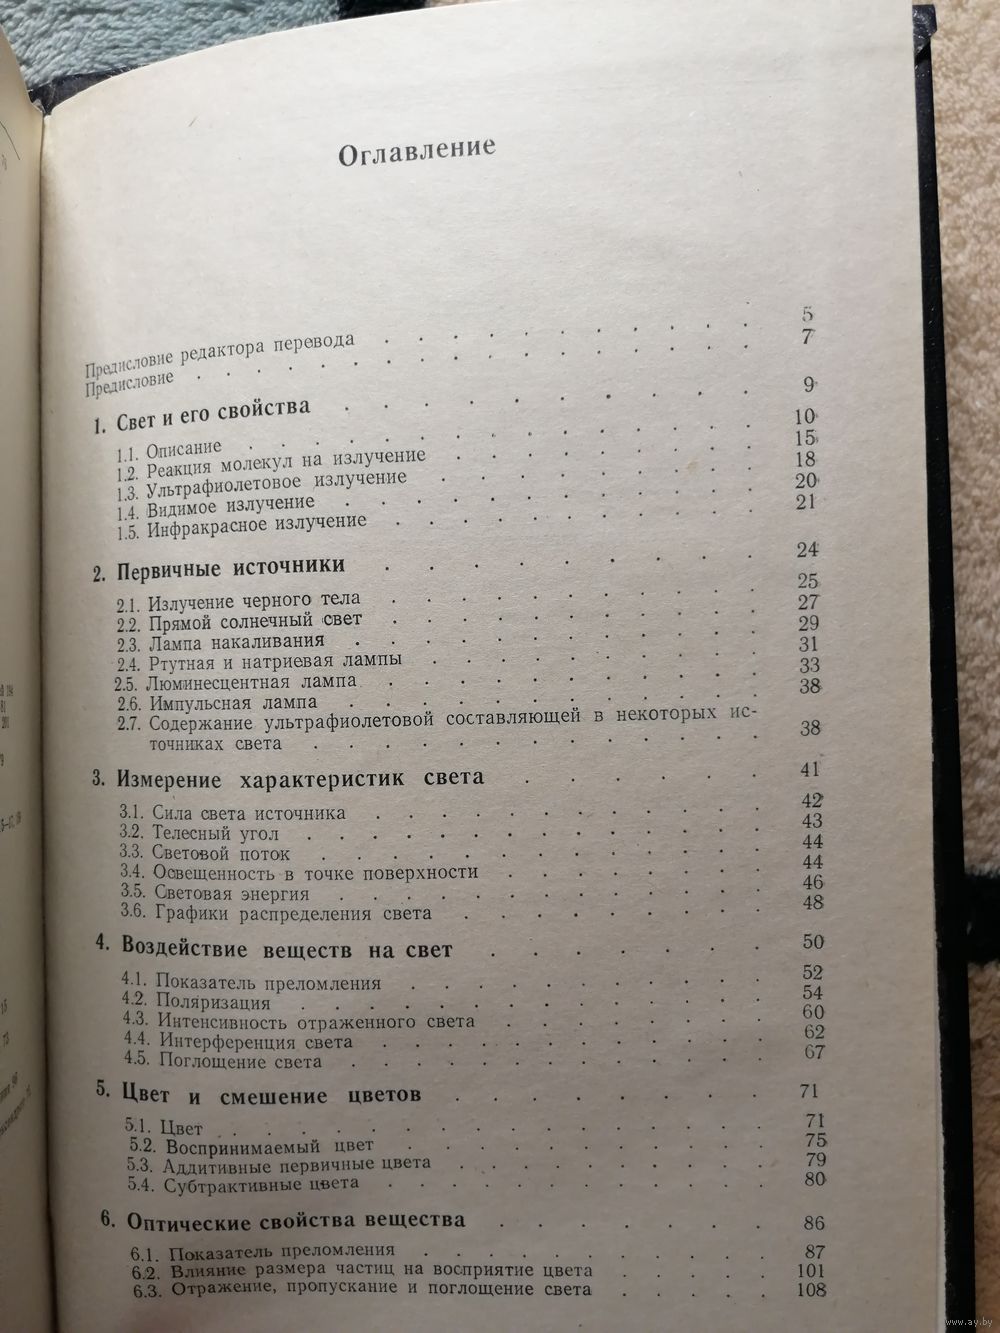 Оглавление
Предисловие редактора перевода . . . . . . . . . 5
Предисловие . . . . . . . . . . . . . 7
1. Свет и его свойства . . . . . . . . . . 9
1.1. Описание . . . . . . . . . . . . 10
1.2. Реакция молекул на излучение . . . . . . . 15
1.3. Ультрафиолетовое излучение . . . . . . . . 18
1.4. Видимое излучение . . . . . . . . . . 20
1.5. Инфракрасное излучение . . . . . . . . . 21
2. Первичные источники . . . . . . . . . 24
2.1. Излучение черного тела . . . . . . . . . 25
2.2. Прямой солнечный свет . . . . . . . . . 27
2.3. Лампа накаливания . . . . . . . . . . 29
2.4. Ртутная и натриевая лампы . . . . . . . . 31
2.5. Люминесцентная лампа . . . . . . . . . 33
2.6. Импульсная лампа . . . . . . . . . . 38
2.7. Содержание ультрафиолетовой составляющей в некоторых ис-
точниках света . . . . . . . . . . . 38
3. Измерение характеристик света . . . . . . 41
3.1. Сила света источника . . . . . . . . . 42
3.2. Телесный угол . . . . . . . . . . . 43
3.3. Световой поток . . . . . . . . . . . 44
3.4. Освещенность в точке поверхности . . . . . . 44
3.5. Световая энергия . . . . . . . . . . 46
3.6. Графики распределения света . . . . . . . 48
4. Воздействие веществ на свет . . . . . . 50
4.1. Показатель преломления . . . . . . . . . 52
4.2. Поляризация . . . . . . . . . . . 54
4.3. Интенсивность отраженного света . . . . . . 60
4.4. Интерференция света . . . . . . . . . 62
4.5. Поглощение света . . . . . . . . . . 67
5. Цвет и смешение цветов . . . . . . . 71
5.1. Цвет . . . . . . . . . . . . . 71
5.2. Воспринимаемый цвет . . . . . . . . . 75
5.3. Аддитивные первичные цвета . . . . . . . 79
5.4. Субтрактивные цвета . . . . . . . . . 80
6. Оптические свойства вещества . . . . . . 86
6.1. Показатель преломления . . . . . . . . . 87
6.2. Влияние размера частиц на восприятие цвета . . . . 101
6.3. Отражение, пропускание и поглощение света . . . . 108
www.ay.by